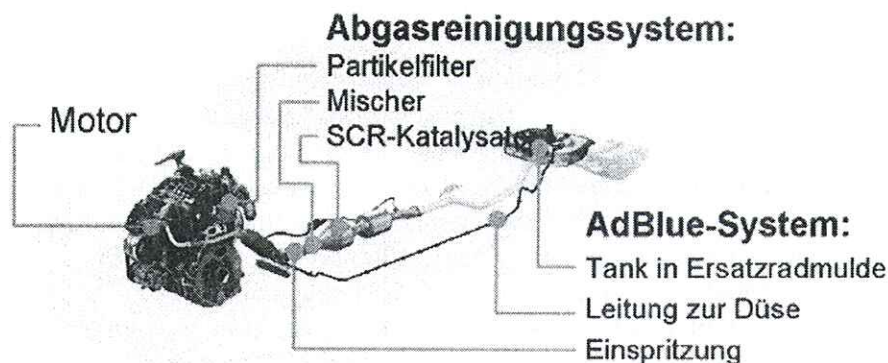 Abgasreinigungssystem:
Partikelfilter
Mischer
SCR-Katalysator
Motor
AdBlue-System:
Tank in Ersatzradmulde
Leitung zur Düse
Einspritzung